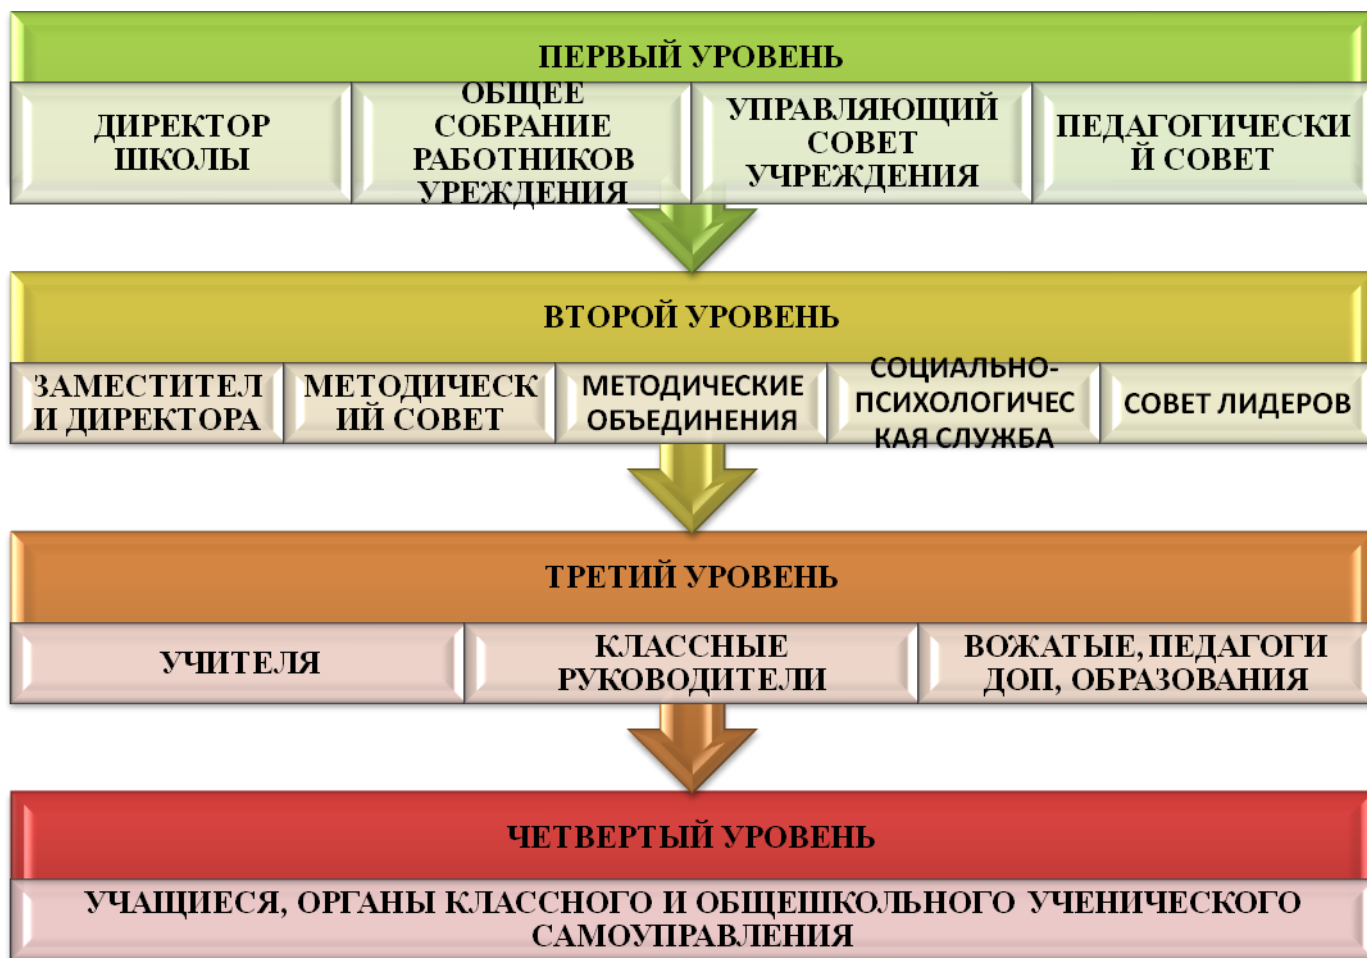 ПЕРВЫЙ УРОВЕНЬ
ДИРЕКТОР
ШКОЛЫ
ОБЩЕЕ
СОБРАНИЕ
РАБОТНИКОВ
УРЕЖДЕНИЯ
УПРАВЛЯЮЩИЙ
СОВЕТ
УЧРЕЖДЕНИЯ
ПЕДАГОГИЧЕСКИ
Й СОВЕТ
ВТОРОЙ УРОВЕНЬ
ЗАМЕСТИТЕЛ
И ДИРЕКТОРА
МЕТОДИЧЕСК
ИЙ СОВЕТ
МЕТОДИЧЕСКИЕ
ОБЪЕДИНЕНИЯ
СОЦИАЛЬНО-
ПСИХОЛОГИЧЕС
КАЯ СЛУЖБА
СОВЕТ ЛИДЕРОВ
ТРЕТИЙ УРОВЕНЬ
УЧИТЕЛЯ
КЛАССНЫЕ
РУКОВОДИТЕЛИ
ВОЖАТЫЕ, ПЕДАГОГИ
ДОП, ОБРАЗОВАНИЯ
ЧЕТВЕРТЫЙ УРОВЕНЬ
УЧАЩИЕСЯ, ОРГАНЫ КЛАССНОГО И ОБЩЕШКОЛЬНОГО УЧЕНИЧЕСКОГО
САМОУПРАВЛЕНИЯ